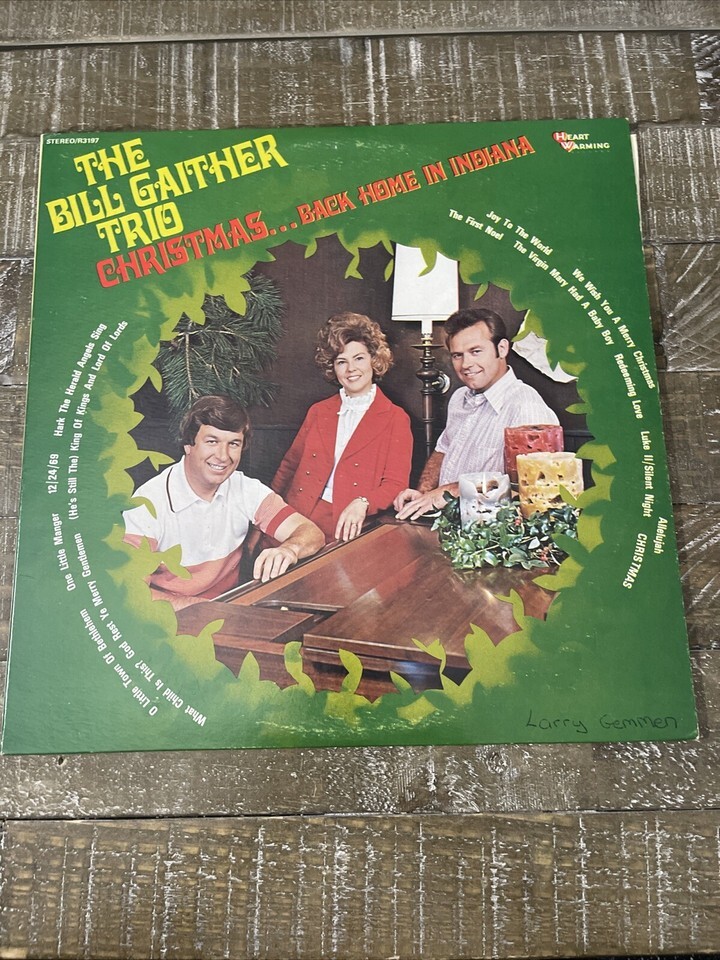 STEREO/R3197
THE
BILL GAITHER
TRIO
CHRISTMAS...BACK HOME IN INDIANA
HEART
WARMING
Joy To The World
We Wish You A Merry Christmas
The First Noel
The Virgin Mary Had A Baby Boy
Redeeming Love
Luke II/Silent Night
Allelujah
CHRISTMAS
Hark The Herald Angels Sing
12/24/69
(He's Still The) King Of Kings And Lord Of Lords
One Little Manger
God Rest Ye Merry Gentlemen
O Little Town Of Bethlehem
What Child Is This?
Larry Gemmen